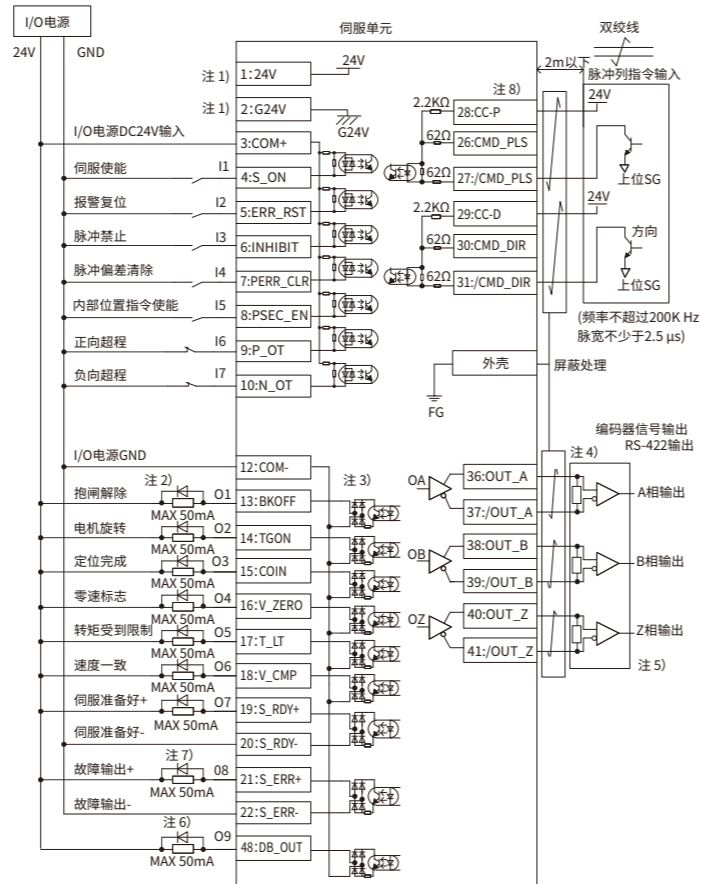 I/O电源
24V
GND
伺服单元
双绞线
2m以下
脉冲列指令输入
注 1)
1:24V
24V
注 1)
2:G24V
G24V
I/O电源DC24V输入
3:COM+
伺服使能
I1
4:S_ON
报警复位
I2
5:ERR_RST
脉冲禁止
I3
6:INHIBIT
脉冲偏差清除
I4
7:PERR_CLR
内部位置指令使能
I5
8:PSEC_EN
正向超程
I6
9:P_OT
负向超程
I7
10:N_OT
注 8)
2.2KΩ
28:CC-P
24V
62Ω
26:CMD_PLS
62Ω
27:/CMD_PLS
上位SG
2.2KΩ
29:CC-D
24V
62Ω
30:CMD_DIR
方向
62Ω
31:/CMD_DIR
上位SG
(频率不超过200K Hz
脉宽不少于2.5 μs)
外壳
屏蔽处理
FG
I/O电源GND
12:COM-
注 2)
注 3)
抱闸解除
O1
13:BKOFF
MAX 50mA
电机旋转
O2
14:TGON
MAX 50mA
定位完成
O3
15:COIN
MAX 50mA
零速标志
O4
16:V_ZERO
MAX 50mA
转矩受到限制
O5
17:T_LT
MAX 50mA
速度一致
O6
18:V_CMP
MAX 50mA
伺服准备好+
O7
19:S_RDY+
MAX 50mA
伺服准备好-
20:S_RDY-
注 7)
故障输出+
08
21:S_ERR+
MAX 50mA
故障输出-
22:S_ERR-
注 6)
O9
48:DB_OUT
MAX 50mA
编码器信号输出
RS-422输出
注 4)
OA
36:OUT_A
37:/OUT_A
A相输出
OB
38:OUT_B
39:/OUT_B
B相输出
OZ
40:OUT_Z
41:/OUT_Z
Z相输出
注 5)